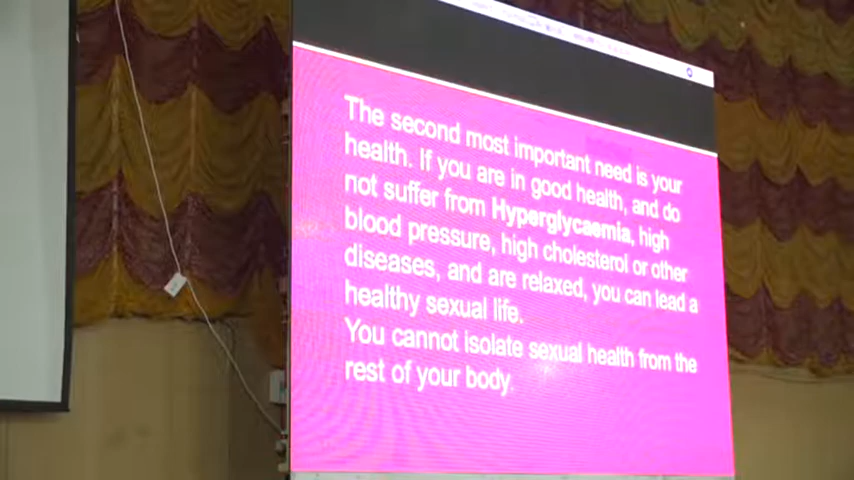 The second most important need is your
health. If you are in good health, and do
not suffer from Hyperglycaemia, high
blood pressure, high cholesterol or other
diseases, and are relaxed, you can lead a
healthy sexual life.
You cannot isolate sexual health from the
rest of your body.